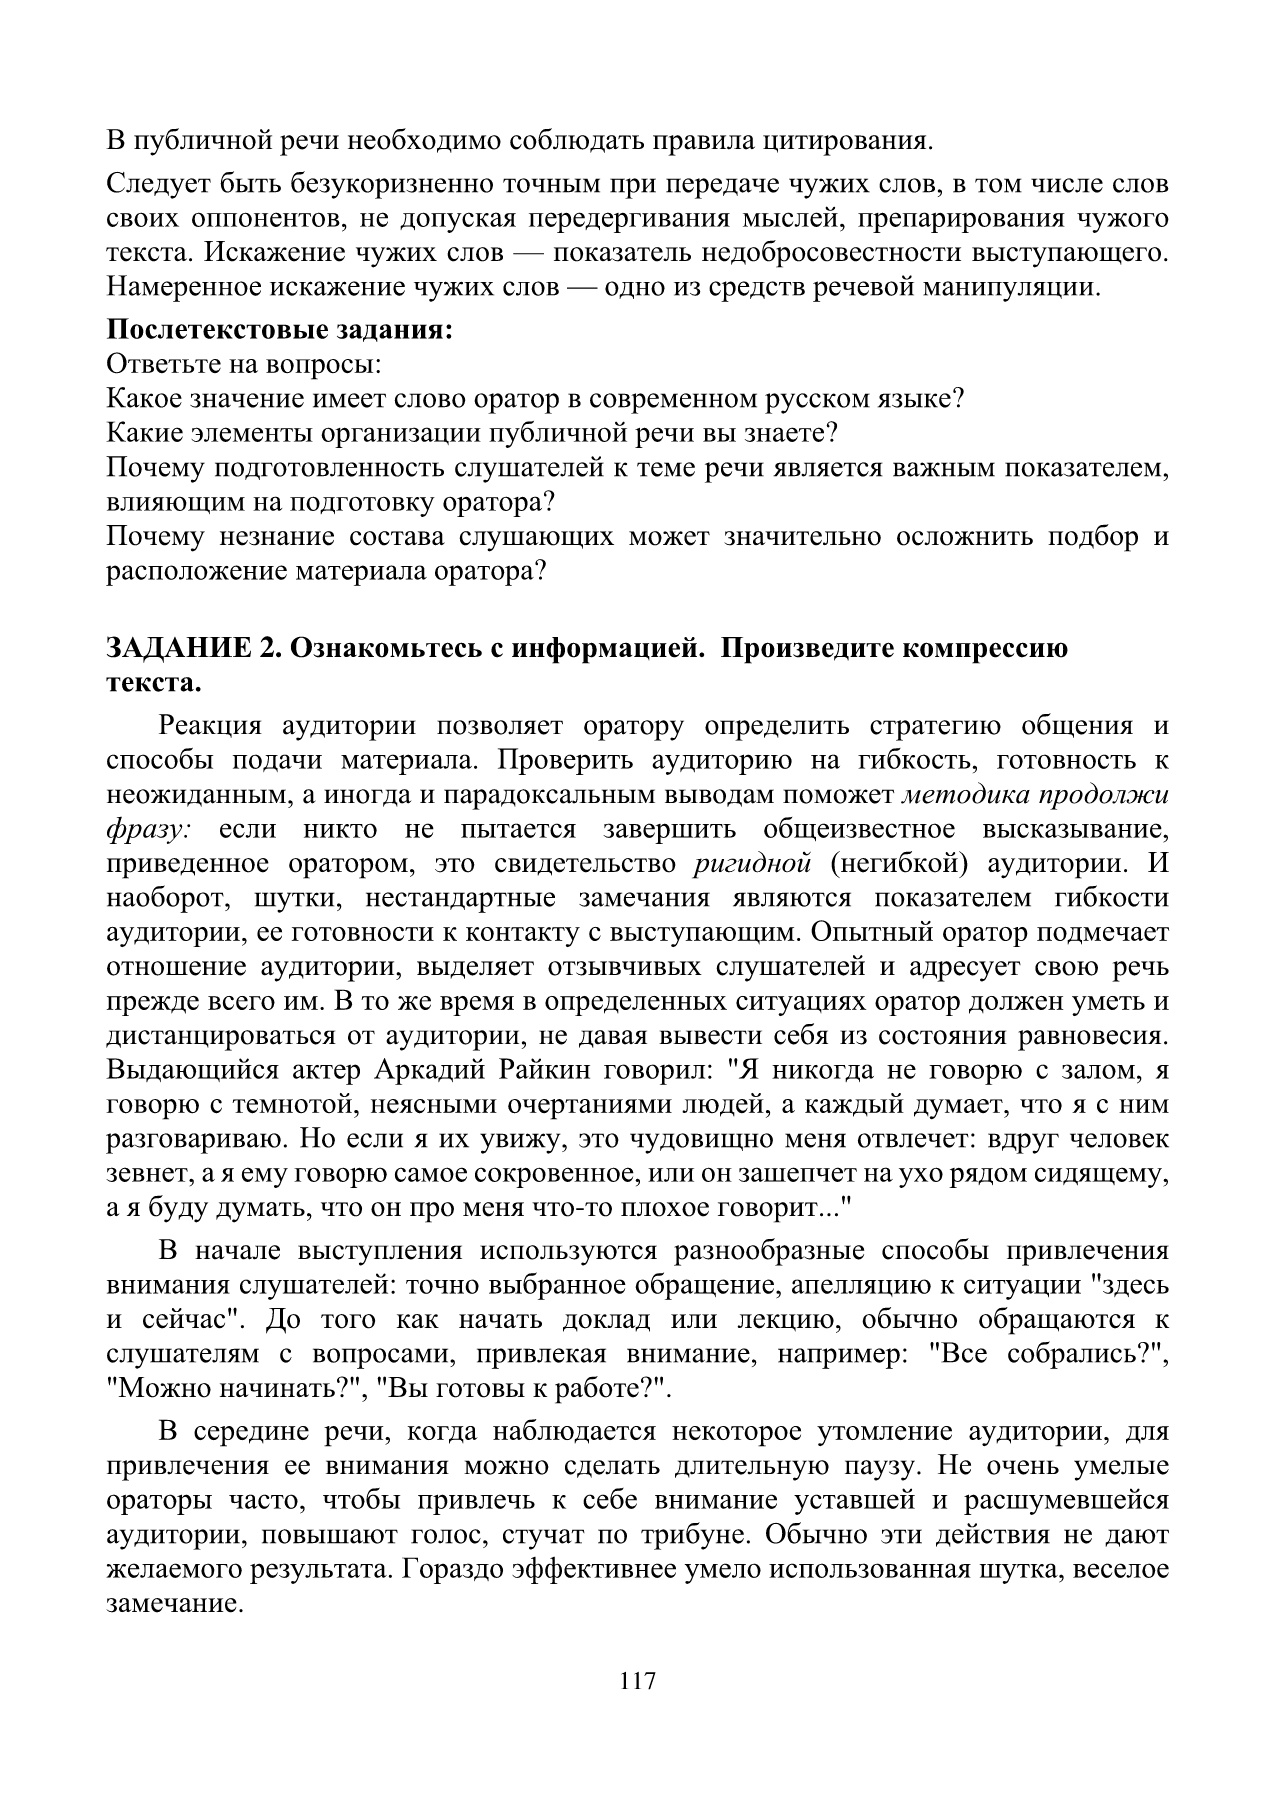 В публичной речи необходимо соблюдать правила цитирования.
Следует быть безукоризненно точным при передаче чужих слов, в том числе слов
своих оппонентов, не допуская передергивания мыслей, препарирования чужого
текста. Искажение чужих слов — показатель недобросовестности выступающего.
Намеренное искажение чужих слов — одно из средств речевой манипуляции.
Послетекстовые задания:
Ответьте на вопросы:
Какое значение имеет слово оратор в современном русском языке?
Какие элементы организации публичной речи вы знаете?
Почему подготовленность слушателей к теме речи является важным показателем,
влияющим на подготовку оратора?
Почему незнание состава слушающих может значительно осложнить подбор и
расположение материала оратора?
ЗАДАНИЕ 2. Ознакомьтесь с информацией.  Произведите компрессию
текста.
Реакция аудитории позволяет оратору определить стратегию общения и
способы подачи материала. Проверить аудиторию на гибкость, готовность к
неожиданным, а иногда и парадоксальным выводам поможет методика продолжи
фразу: если никто не пытается завершить общеизвестное высказывание,
приведенное оратором, это свидетельство ригидной (негибкой) аудитории. И
наоборот, шутки, нестандартные замечания являются показателем гибкости
аудитории, ее готовности к контакту с выступающим. Опытный оратор подмечает
отношение аудитории, выделяет отзывчивых слушателей и адресует свою речь
прежде всего им. В то же время в определенных ситуациях оратор должен уметь и
дистанцироваться от аудитории, не давая вывести себя из состояния равновесия.
Выдающийся актер Аркадий Райкин говорил: "Я никогда не говорю с залом, я
говорю с темнотой, неясными очертаниями людей, а каждый думает, что я с ним
разговариваю. Но если я их увижу, это чудовищно меня отвлечет: вдруг человек
зевнет, а я ему говорю самое сокровенное, или он зашепчет на ухо рядом сидящему,
а я буду думать, что он про меня что-то плохое говорит..."
В начале выступления используются разнообразные способы привлечения
внимания слушателей: точно выбранное обращение, апелляцию к ситуации "здесь
и сейчас". До того как начать доклад или лекцию, обычно обращаются к
слушателям с вопросами, привлекая внимание, например: "Все собрались?",
"Можно начинать?", "Вы готовы к работе?".
В середине речи, когда наблюдается некоторое утомление аудитории, для
привлечения ее внимания можно сделать длительную паузу. Не очень умелые
ораторы часто, чтобы привлечь к себе внимание уставшей и расшумевшейся
аудитории, повышают голос, стучат по трибуне. Обычно эти действия не дают
желаемого результата. Гораздо эффективнее умело использованная шутка, веселое
замечание.
117